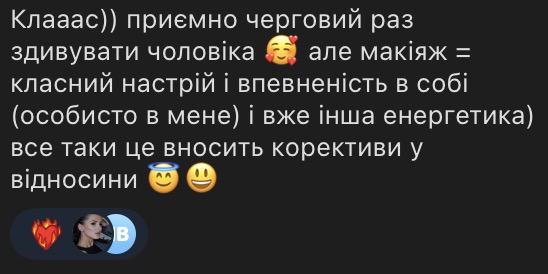 Клааас)) приємно черговий раз
здивувати чоловіка 🥰 але макіяж =
класний настрій і впевненість в собі
(особисто в мене) і вже інша енергетика)
все таки це вносить корективи у
відносини 😇😃
В